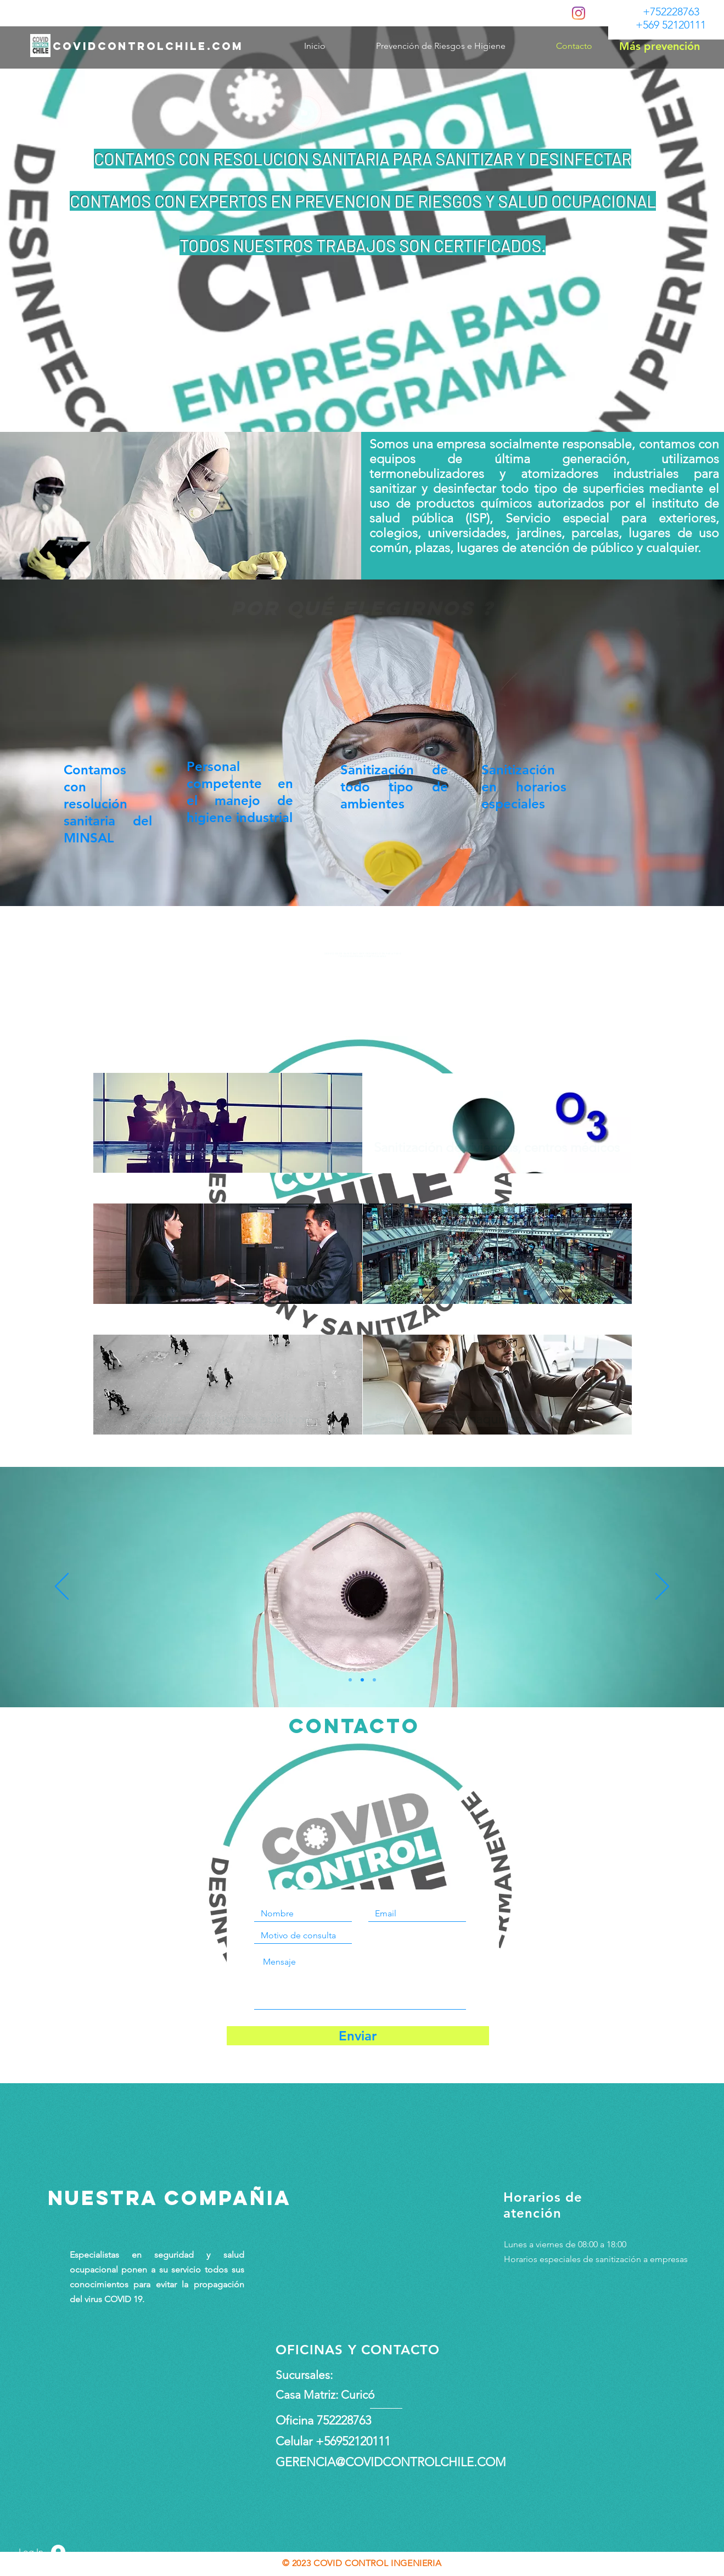 +752228763
+569 52120111
COVIDCONTROLCHILE.COM
Inicio
Prevención de Riesgos e Higiene
Contacto
Más prevención
COVID
CONTROL
CHILE
EMPRESA BAJO
PROGRAMA
CONTAMOS CON RESOLUCION SANITARIA PARA SANITIZAR Y DESINFECTAR
CONTAMOS CON EXPERTOS EN PREVENCION DE RIESGOS Y SALUD OCUPACIONAL
TODOS NUESTROS TRABAJOS SON CERTIFICADOS.
Somos una empresa socialmente responsable, contamos con
equipos de última generación, utilizamos
termonebulizadores y atomizadores industriales para
sanitizar y desinfectar todo tipo de superficies mediante el
uso de productos químicos autorizados por el instituto de
salud pública (ISP), Servicio especial para exteriores,
colegios, universidades, jardines, parcelas, lugares de uso
común, plazas, lugares de atención de público y cualquier.
POR QUÉ ELEGIRNOS ?
Contamos
con
resolución
sanitaria del
MINSAL
Personal
competente en
el manejo de
higiene industrial
Sanitización de
todo tipo de
ambientes
Sanitización
en horarios
especiales
O3
CHILE
ON Y SANITIZAC
CONTACTO
COVID
CONTROL
CHILE
Nombre
Email
Motivo de consulta
Mensaje
Enviar
NUESTRA COMPAÑIA
Especialistas en seguridad y salud
ocupacional ponen a su servicio todos sus
conocimientos para evitar la propagación
del virus COVID 19.
Horarios de
atención
Lunes a viernes de 08:00 a 18:00
Horarios especiales de sanitización a empresas
OFICINAS Y CONTACTO
Sucursales:
Casa Matriz: Curicó
Oficina 752228763
Celular +56952120111
GERENCIA@COVIDCONTROLCHILE.COM
Log In
© 2023 COVID CONTROL INGENIERIA